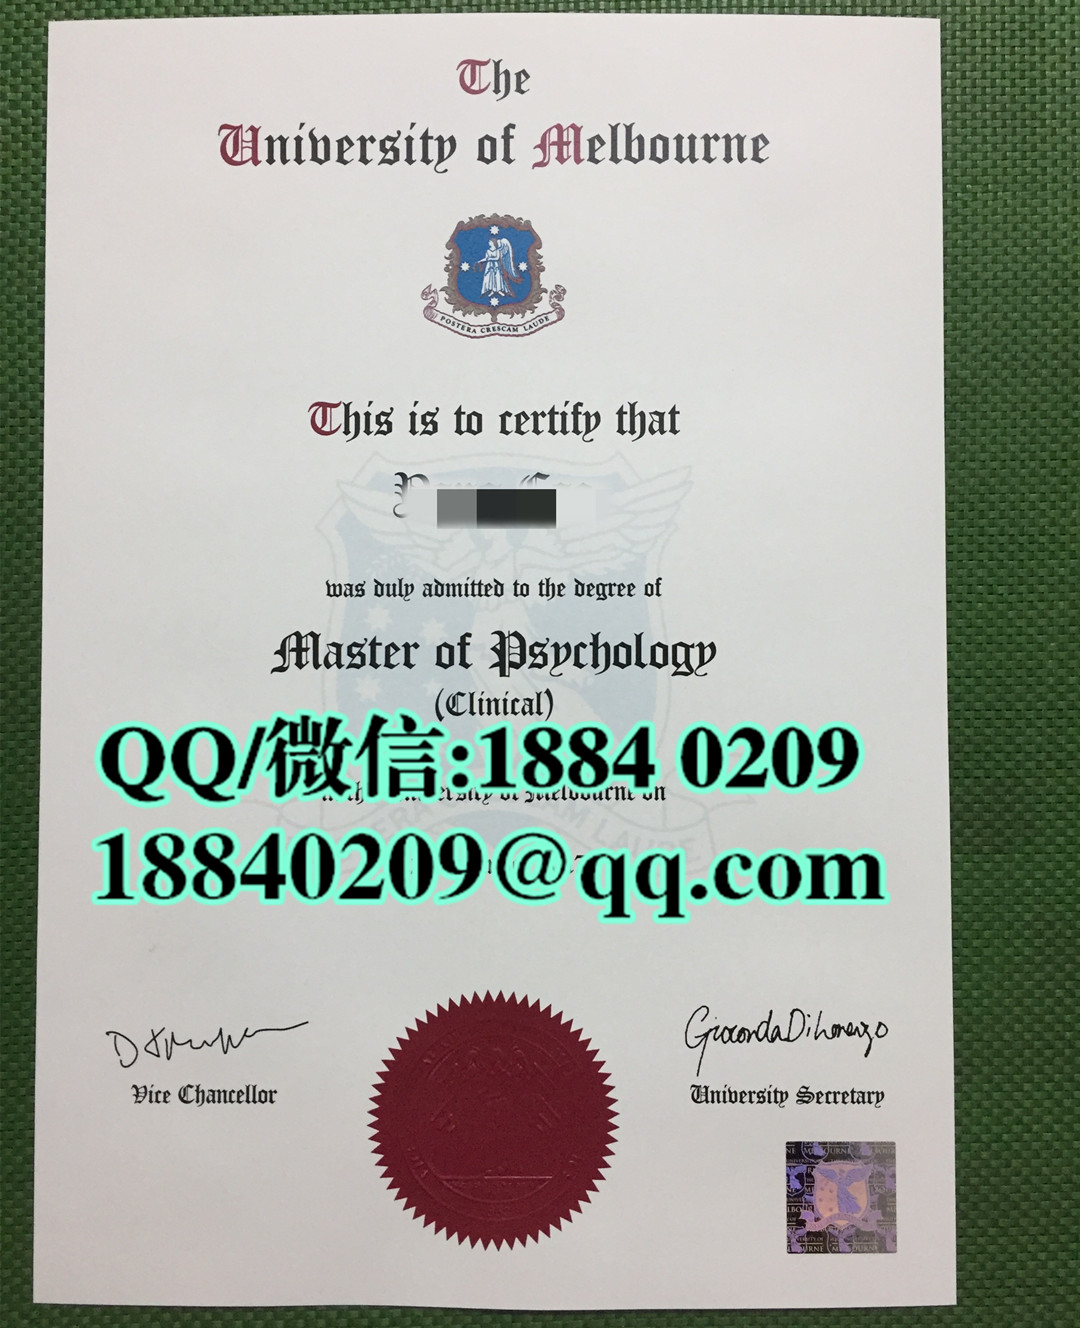 The
University of Melbourne
POSTERA CRESCAM LAUDE
This is to certify that
was duly admitted to the degree of
Master of Psychology
(Clinical)
QQ/微信:1884 0209
18840209@qq.com
Vice Chancellor
University Secretary